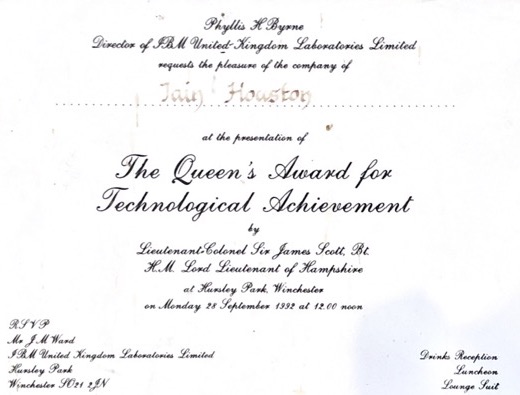 Phyllis H Byrne
Director of IBM United Kingdom Laboratories Limited
requests the pleasure of the company of
Iain Houston
at the presentation of
The Queen's Award for
Technological Achievement
by
Lieutenant-Colonel Sir James Scott, Bt.
H.M. Lord Lieutenant of Hampshire
at Hursley Park, Winchester
on Monday 28 September 1992 at 12.00 noon
RSVP
Mr J M Ward
IBM United Kingdom Laboratories Limited
Hursley Park
Winchester SO21 2JN
Drinks Reception
Luncheon
Lounge Suit